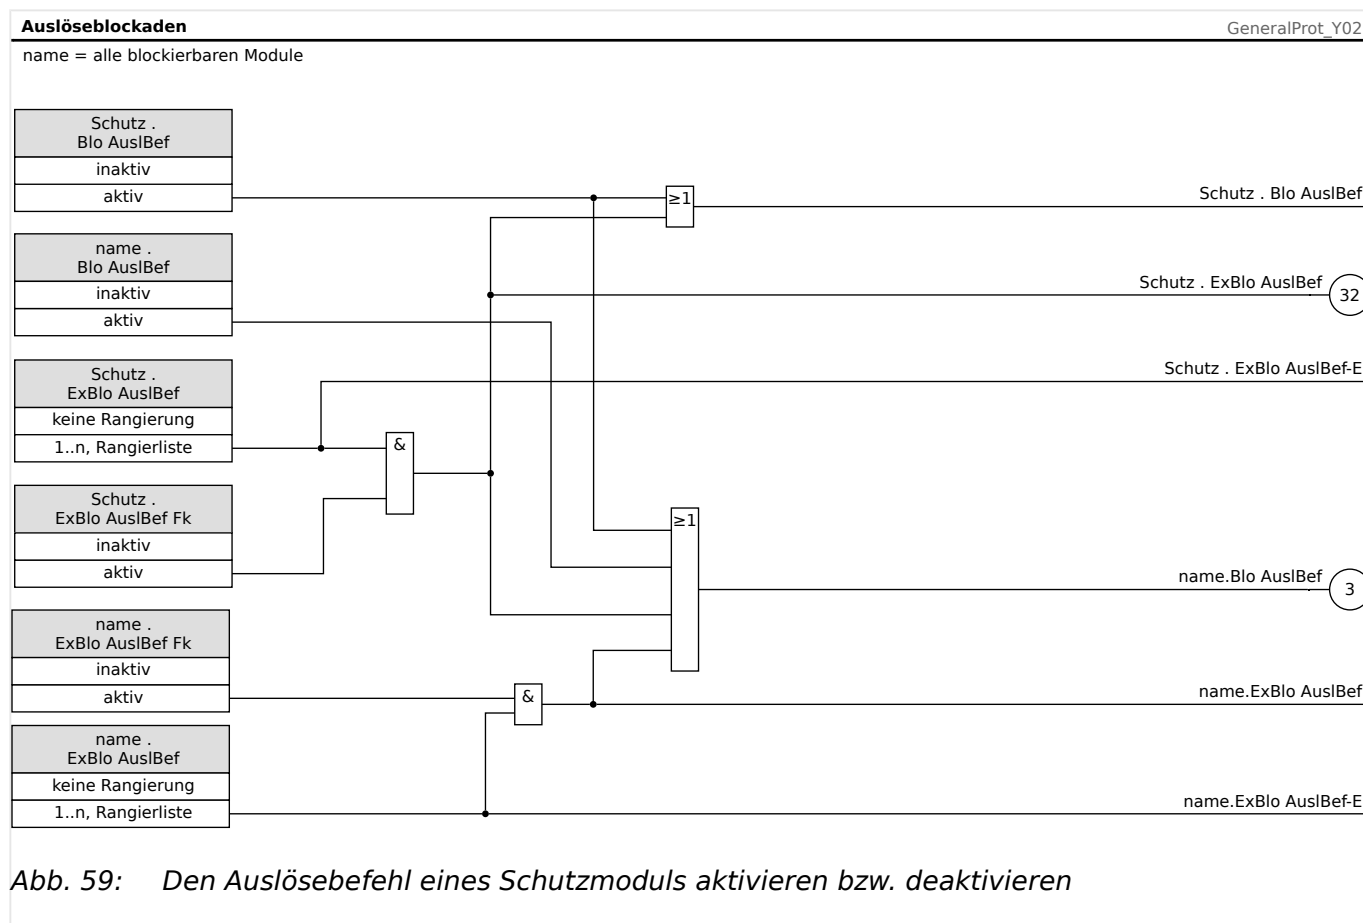 Auslöseblockaden
GeneralProt_Y02
name = alle blockierbaren Module
Schutz .
Blo AuslBef
inaktiv
aktiv
≥1
Schutz . Blo AuslBef
name .
Blo AuslBef
inaktiv
aktiv
Schutz . ExBlo AuslBef
32
Schutz .
ExBlo AuslBef
keine Rangierung
1..n, Rangierliste
Schutz . ExBlo AuslBef-E
&
Schutz .
ExBlo AuslBef Fk
inaktiv
aktiv
≥1
name.Blo AuslBef
3
name .
ExBlo AuslBef Fk
inaktiv
aktiv
&
name.ExBlo AuslBef
name .
ExBlo AuslBef
keine Rangierung
1..n, Rangierliste
name.ExBlo AuslBef-E
Abb. 59: Den Auslösebefehl eines Schutzmoduls aktivieren bzw. deaktivieren